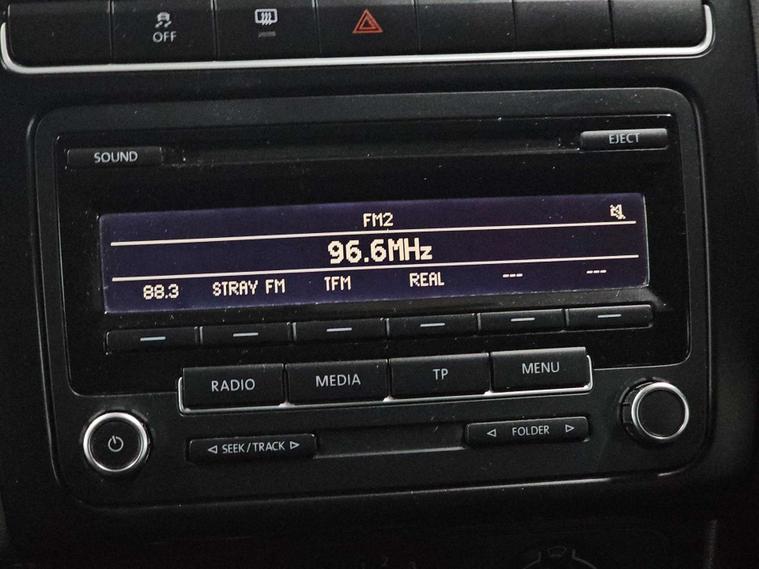 OFF
SOUND
EJECT
FM2
96.6MHz
88.3 STRAY FM TFM REAL --- ---
RADIO MEDIA TP MENU
◁ SEEK/TRACK ▷ ◁ FOLDER ▷